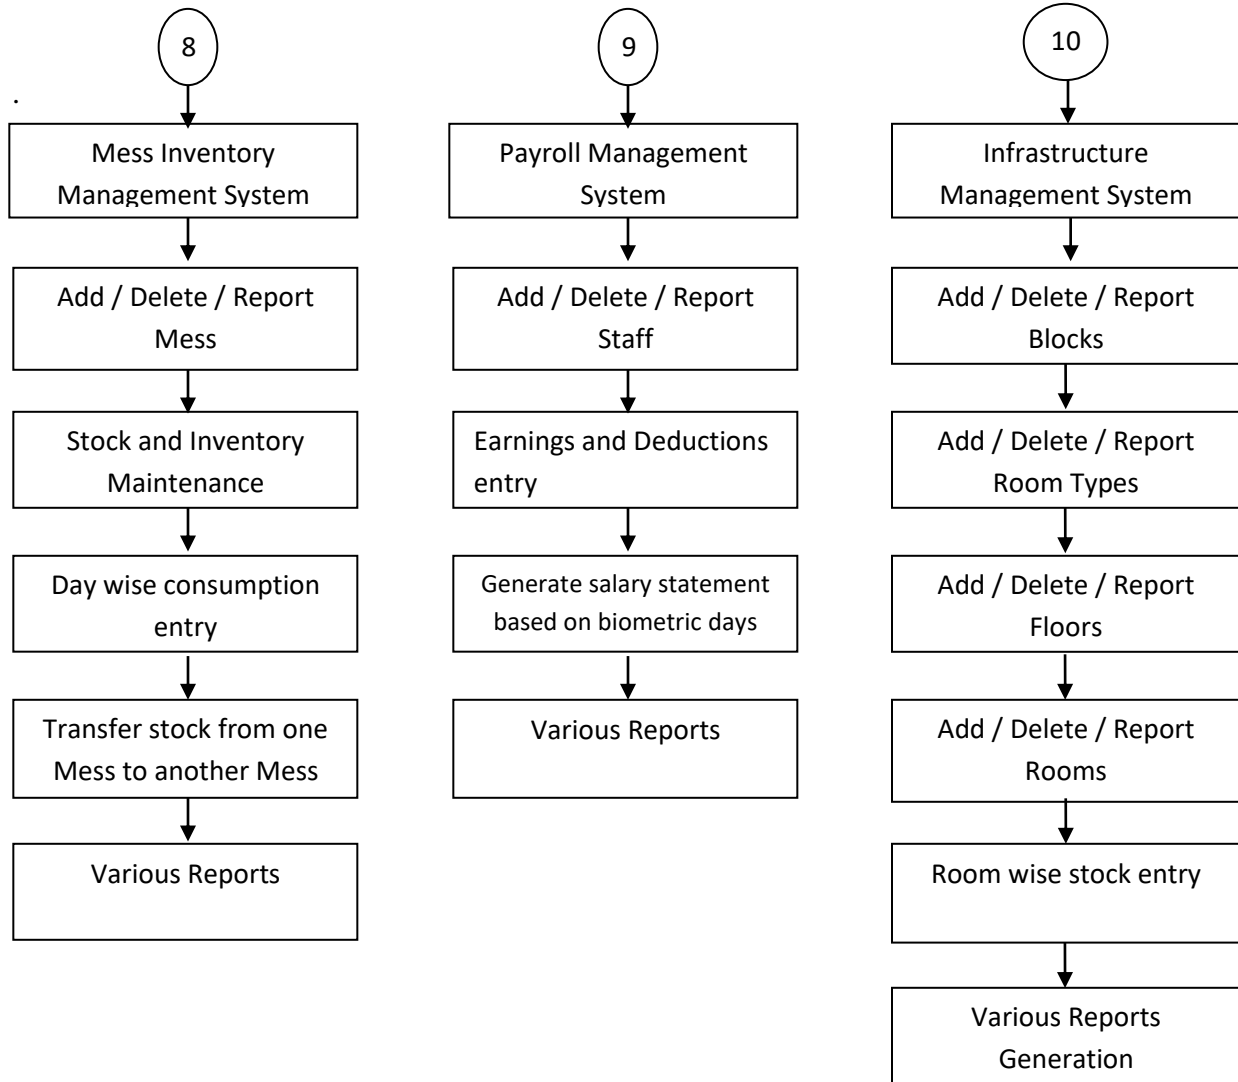 8
.
Mess Inventory
Management System
Add / Delete / Report
Mess
Stock and Inventory
Maintenance
Day wise consumption
entry
Transfer stock from one
Mess to another Mess
Various Reports
9
Payroll Management
System
Add / Delete / Report
Staff
Earnings and Deductions
entry
Generate salary statement
based on biometric days
Various Reports
10
Infrastructure
Management System
Add / Delete / Report
Blocks
Add / Delete / Report
Room Types
Add / Delete / Report
Floors
Add / Delete / Report
Rooms
Room wise stock entry
Various Reports
Generation